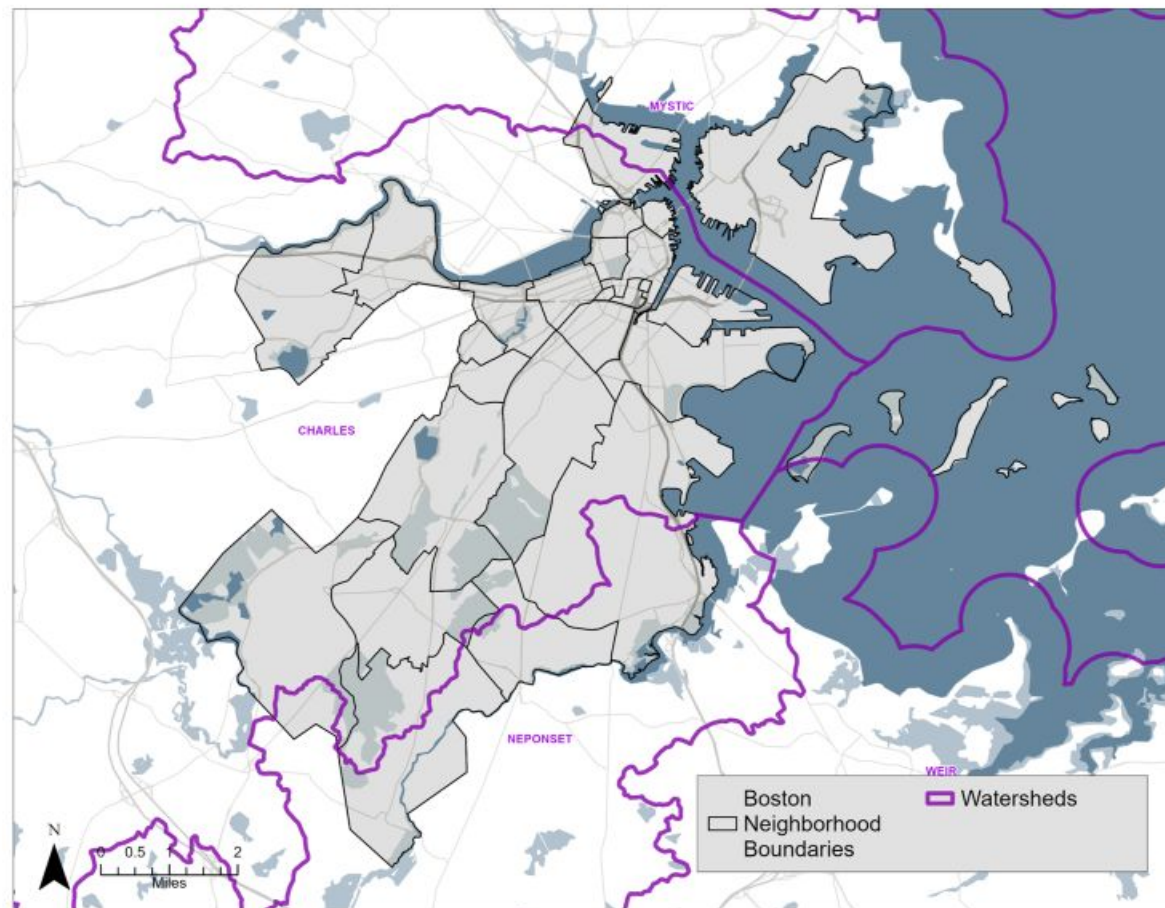 MYSTIC
CHARLES
NEPONSET
WEIR
N
0 0.5 1 2
Miles
Boston
Neighborhood
Boundaries
Watersheds